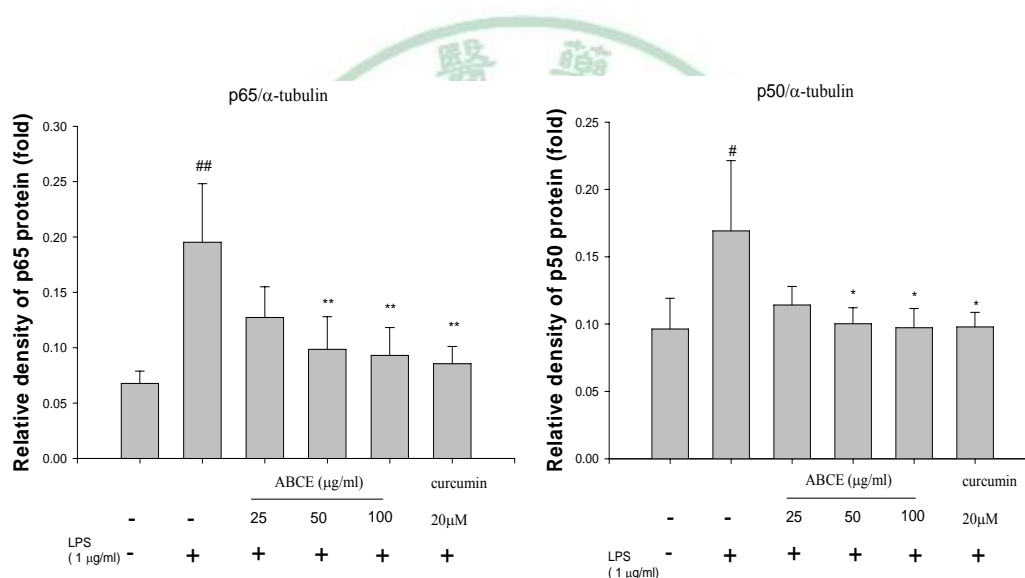 醫 藥
p65/α-tubulin
Relative density of p65 protein (fold)
0.30
0.25
0.20
0.15
0.10
0.05
0.00
##
**
**
**
ABCE (μg/ml)
curcumin
- - 25 50 100 20μM
LPS
( 1 μg/ml)
- + + + + +
p50/α-tubulin
Relative density of p50 protein (fold)
0.25
0.20
0.15
0.10
0.05
0.00
#
*
*
*
ABCE (μg/ml)
curcumin
- - 25 50 100 20μM
LPS
( 1 μg/ml)
- + + + + +